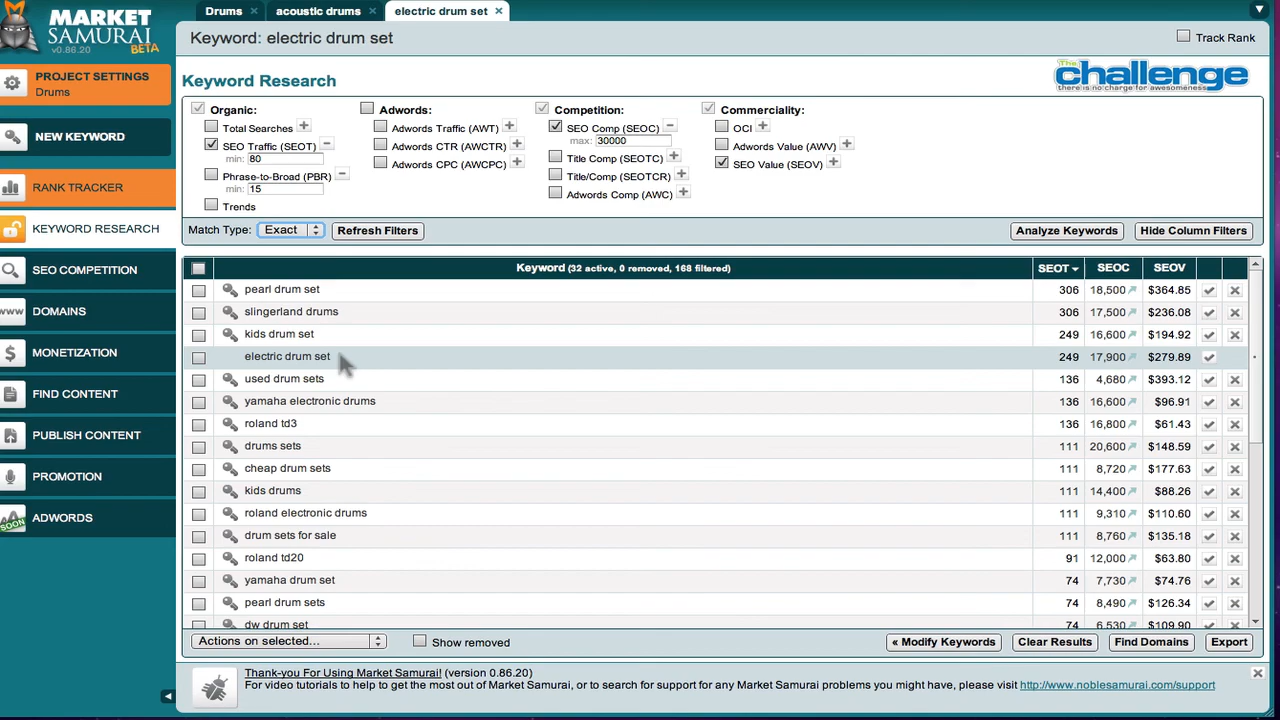 MARKET SAMURAI BETA
v0.86.20
Drums
acoustic drums
electric drum set
Keyword: electric drum set
Track Rank
PROJECT SETTINGS
Drums
NEW KEYWORD
RANK TRACKER
KEYWORD RESEARCH
SEO COMPETITION
www
DOMAINS
$
MONETIZATION
FIND CONTENT
PUBLISH CONTENT
PROMOTION
SOON
ADWORDS
Keyword Research
The challenge
there is no charge for awesomeness
Organic:
Total Searches
SEO Traffic (SEOT)
min: 80
Phrase-to-Broad (PBR)
min: 15
Trends
Adwords:
Adwords Traffic (AWT)
Adwords CTR (AWCTR)
Adwords CPC (AWCPC)
Competition:
SEO Comp (SEOC)
max: 30000
Title Comp (SEOTC)
Title/Comp (SEOTCR)
Adwords Comp (AWC)
Commerciality:
OCI
Adwords Value (AWV)
SEO Value (SEOV)
Match Type: Exact Refresh Filters Analyze Keywords Hide Column Filters
Keyword (32 active, 0 removed, 168 filtered) SEOT SEOC SEOV
pearl drum set 306 18,500 $364.85
slingerland drums 306 17,500 $236.08
kids drum set 249 16,600 $194.92
electric drum set 249 17,900 $279.89
used drum sets 136 4,680 $393.12
yamaha electronic drums 136 16,600 $96.91
roland td3 136 16,800 $61.43
drums sets 111 20,600 $148.59
cheap drum sets 111 8,720 $177.63
kids drums 111 14,400 $88.26
roland electronic drums 111 9,310 $110.60
drum sets for sale 111 8,760 $135.18
roland td20 91 12,000 $63.80
yamaha drum set 74 7,730 $74.76
pearl drum sets 74 8,490 $126.34
dw drum set 74 6,530 $109.90
Actions on selected... Show removed « Modify Keywords Clear Results Find Domains Export
Thank-you For Using Market Samurai! (version 0.86.20)
For video tutorials to help to get the most out of Market Samurai, or to search for support for any Market Samurai problems you might have, please visit http://www.noblesamurai.com/support